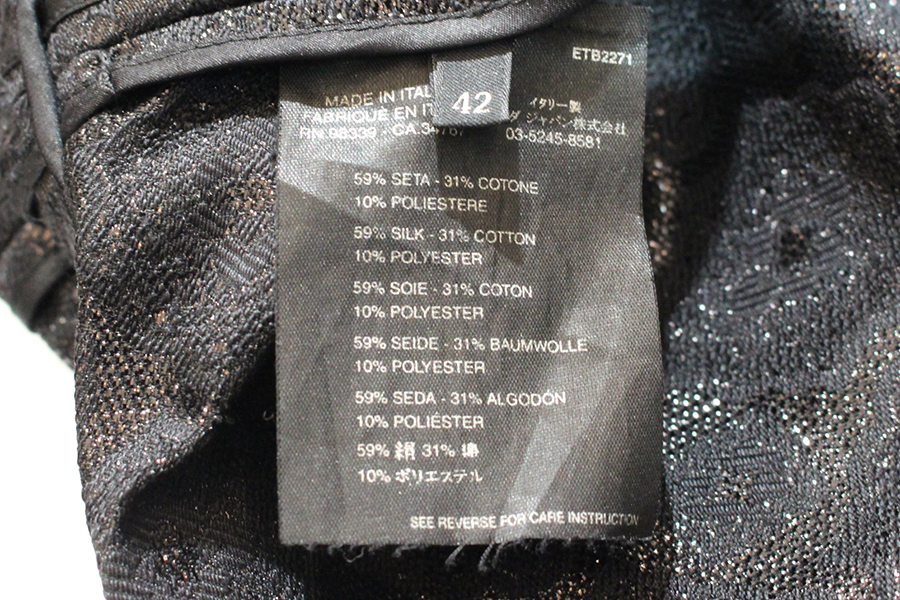 ETB2271
MADE IN ITAL
FABRIQUE EN IT
RN 98339 - CA 34767
42
イタリー製
ダ ジャパン株式会社
03-5245-8581
59% SETA - 31% COTONE
10% POLIESTERE
59% SILK - 31% COTTON
10% POLYESTER
59% SOIE - 31% COTON
10% POLYESTER
59% SEIDE - 31% BAUMWOLLE
10% POLYESTER
59% SEDA - 31% ALGODÓN
10% POLIÉSTER
59% 絹 31% 綿
10% ポリエステル
SEE REVERSE FOR CARE INSTRUCTION